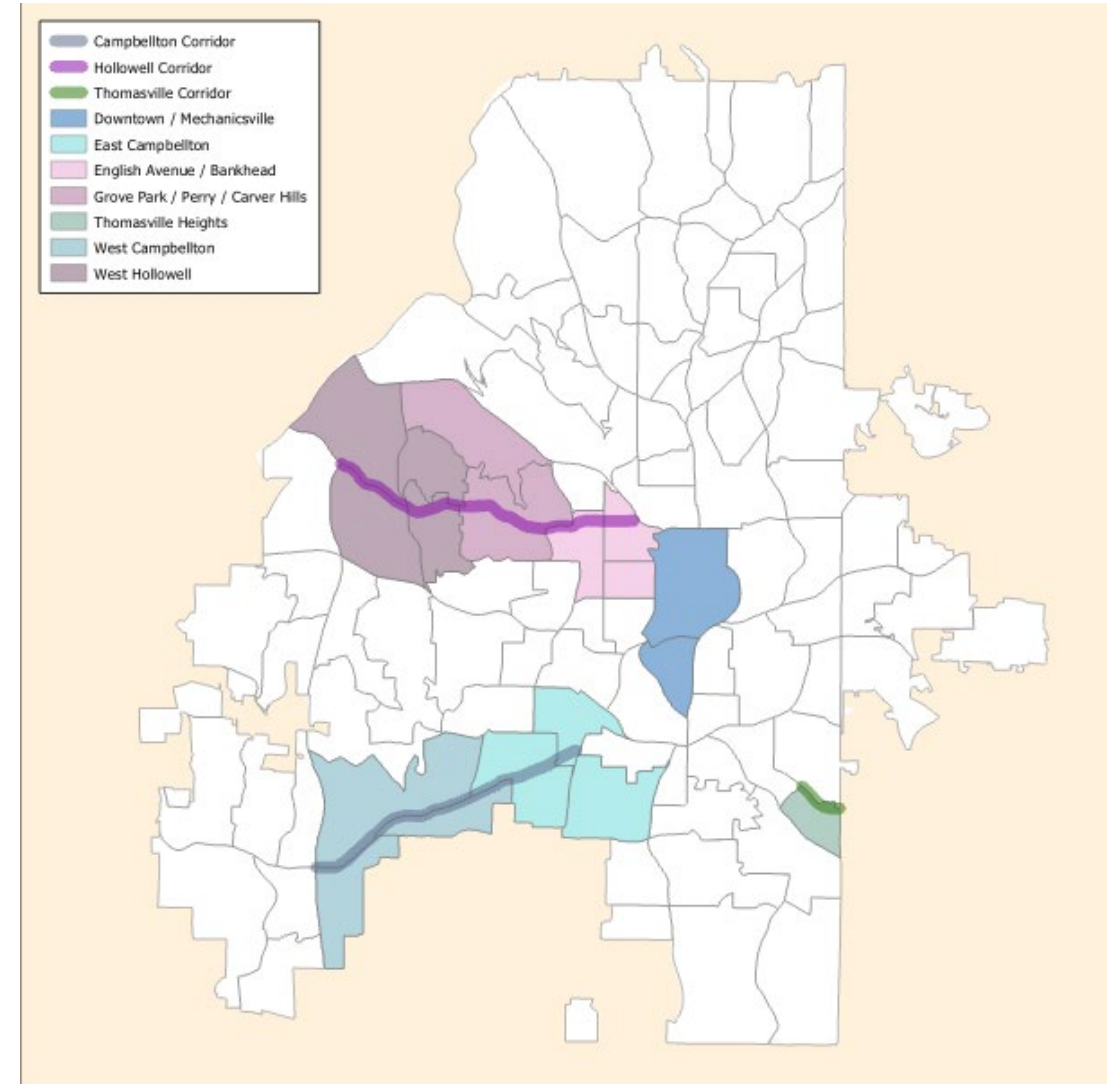 Campbellton Corridor
Hollowell Corridor
Thomasville Corridor
Downtown / Mechanicsville
East Campbellton
English Avenue / Bankhead
Grove Park / Perry / Carver Hills
Thomasville Heights
West Campbellton
West Hollowell